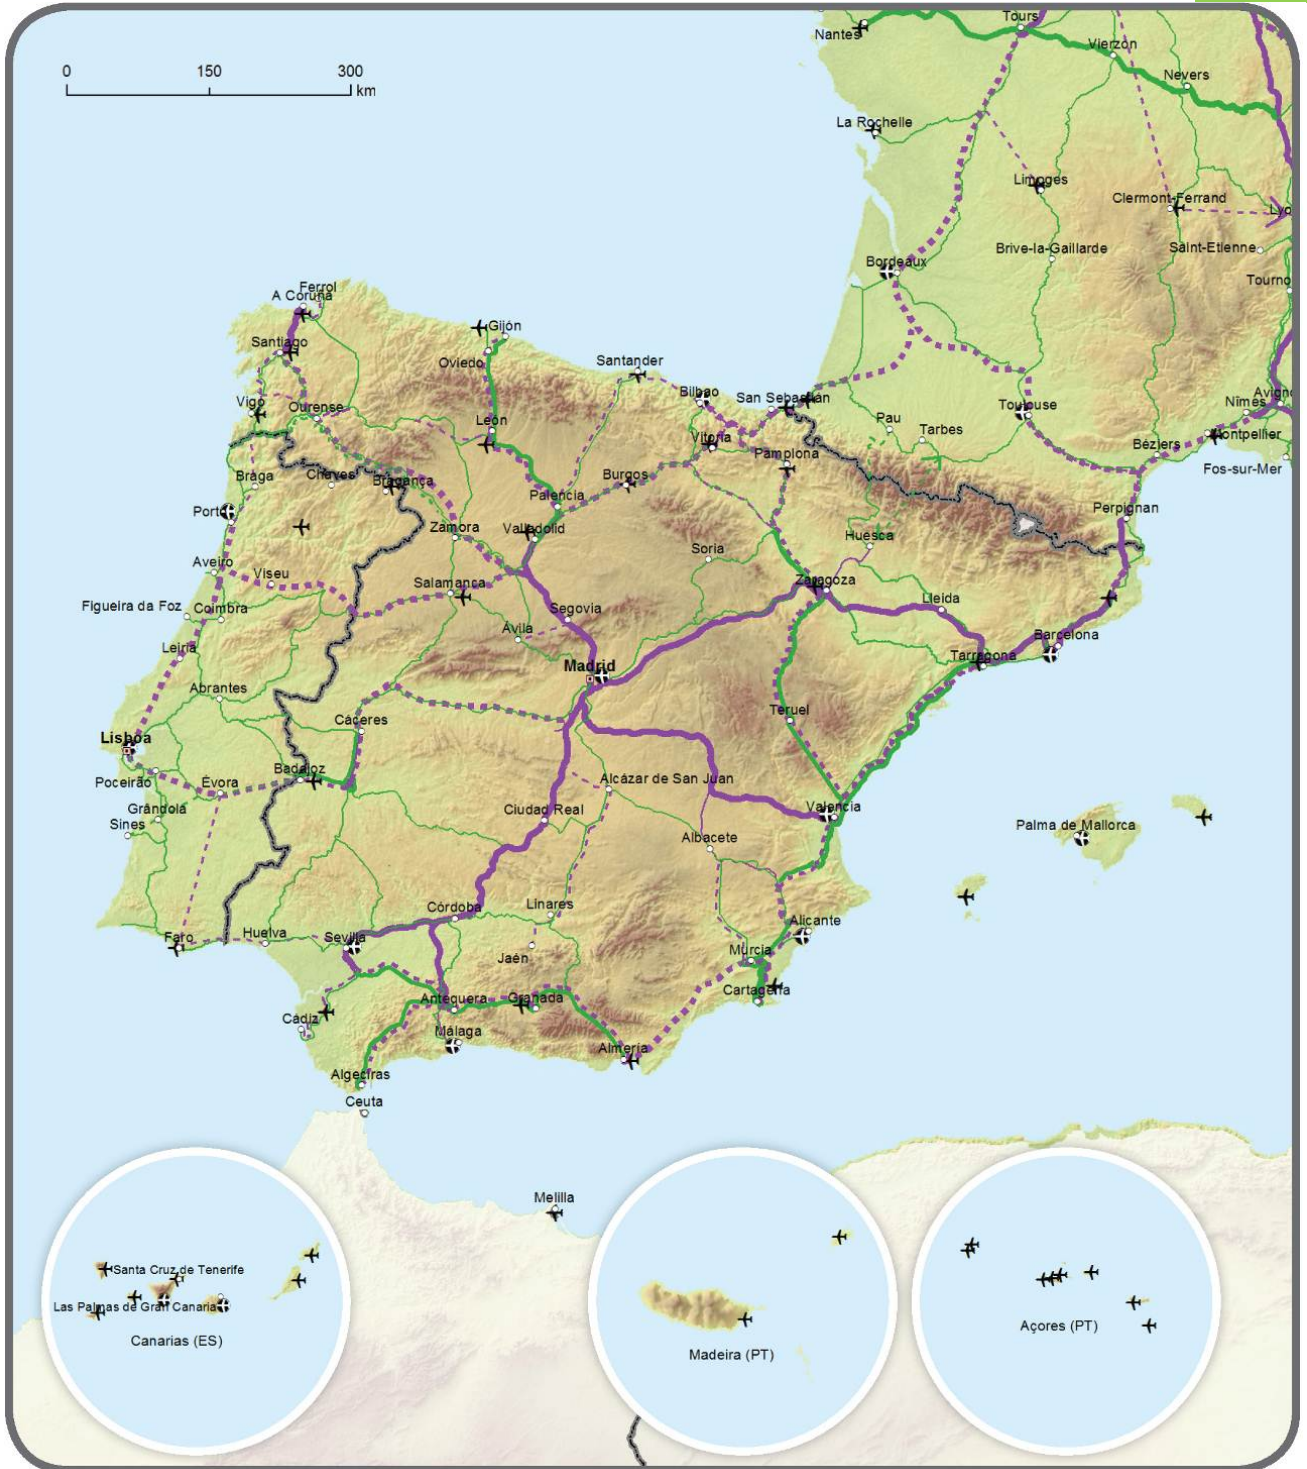 Tours
Nantes
Vierzon
0 150 300
km
Nevers
La Rochelle
Limoges
Clermont-Ferrand
Lyo
Brive-la-Gaillarde
Saint-Etienne
Bordeaux
Tourno
Ferrol
A Coruña
Gijón
Santiago
Oviedo
Santander
Bilbao
San Sebastián
Avigno
Nîmes
Vigo
Ourense
León
Toulouse
Pau
Tarbes
Montpellier
Vitoria
Béziers
Pamplona
Fos-sur-Mer
Braga
Chaves
Bragança
Burgos
Palencia
Perpignan
Porto
Zamora
Valladolid
Huesca
Soria
Aveiro
Viseu
Salamanca
Zaragoza
Lleida
Figueira da Foz
Coimbra
Segovia
Ávila
Barcelona
Leiria
Tarragona
Madrid
Abrantes
Teruel
Cáceres
Lisboa
Badajoz
Poceirão
Évora
Alcázar de San Juan
Grândola
Ciudad Real
Valencia
Sines
Palma de Mallorca
Albacete
Córdoba
Linares
Alicante
Faro
Huelva
Sevilla
Murcia
Jaén
Cartagena
Antequera
Granada
Cádiz
Málaga
Almería
Algeciras
Ceuta
Melilla
Santa Cruz de Tenerife
Las Palmas de Gran Canaria
Canarias (ES)
Madeira (PT)
Açores (PT)